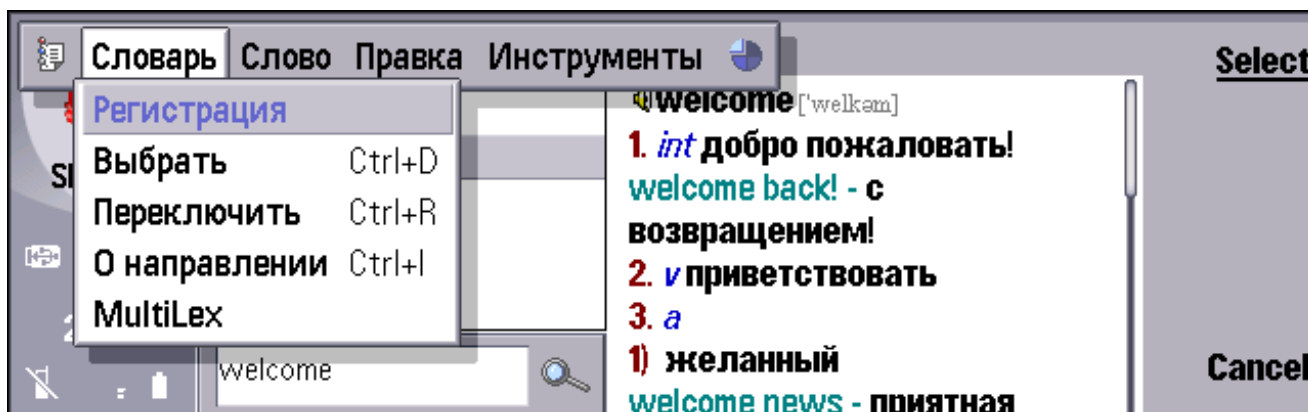 Словарь Слово Правка Инструменты
Select
Регистрация
Выбрать Ctrl+D
Переключить Ctrl+R
О направлении Ctrl+I
MultiLex
welcome
welcome ['welkəm]
1. int добро пожаловать!
welcome back! - с
возвращением!
2. v приветствовать
3. a
1) желанный
welcome news - приятная
Cancel